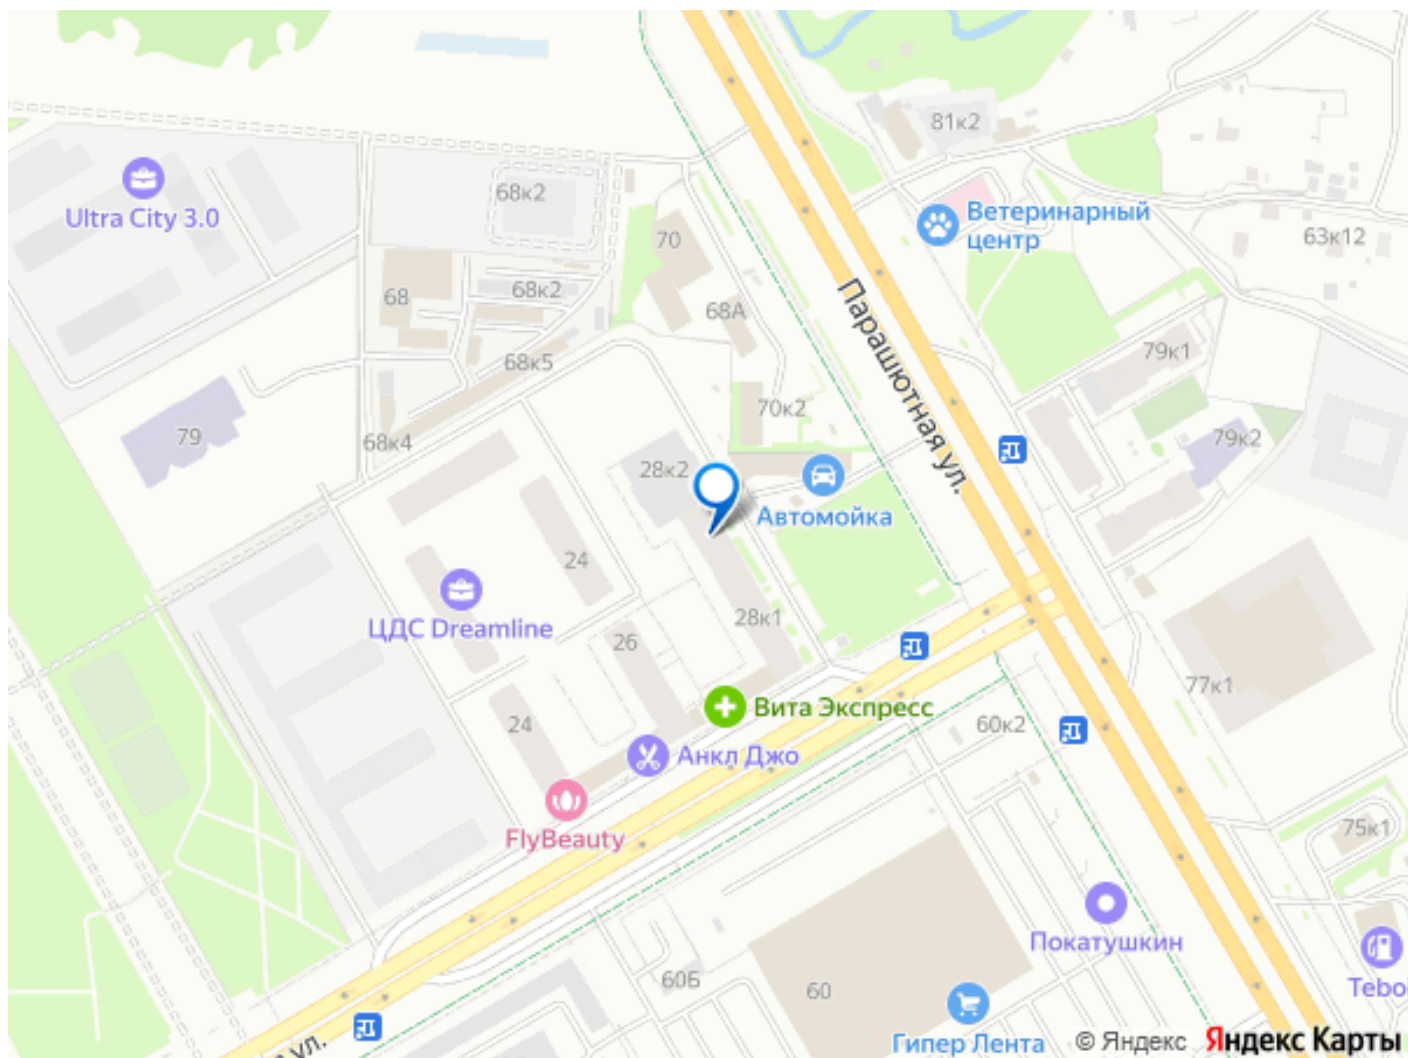 81к2
68к2
Ultra City 3.0
Ветеринарный
центр
70
63к12
68к2
68
68А
Парашютная ул.
79к1
68к5
70к2
79
68к4
79к2
28к2
Автомойка
24
ЦДС Dreamline
28к1
26
77к1
Вита Экспресс
24
60к2
Анкл Джо
FlyBeauty
75к1
Покатушкин
60Б
60
Tebo
Гипер Лента
ул.
© Яндекс
Яндекс Карты